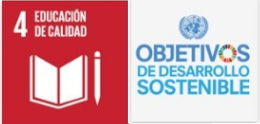 4 EDUCACIÓN
DE CALIDAD
OBJETIVOS
DE DESARROLLO
SOSTENIBLE